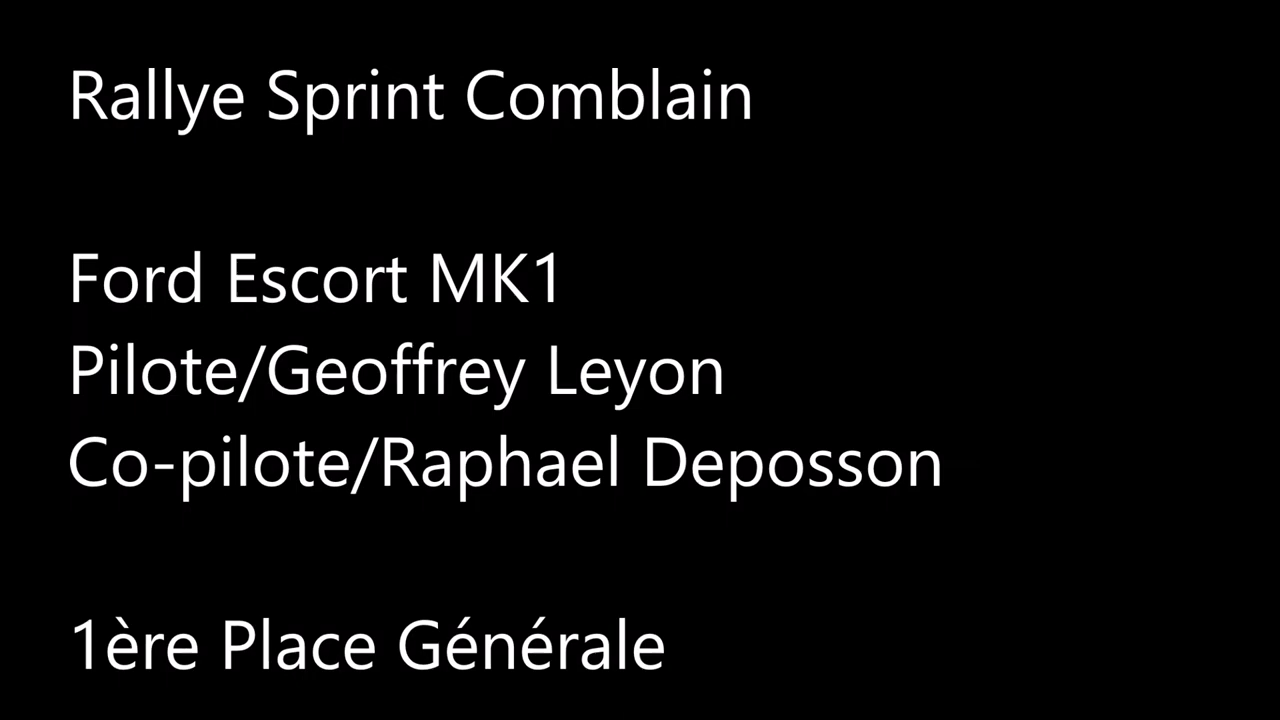 Rallye Sprint Comblain
Ford Escort MK1
Pilote/Geoffrey Leyon
Co-pilote/Raphael Deposson
1ère Place Générale